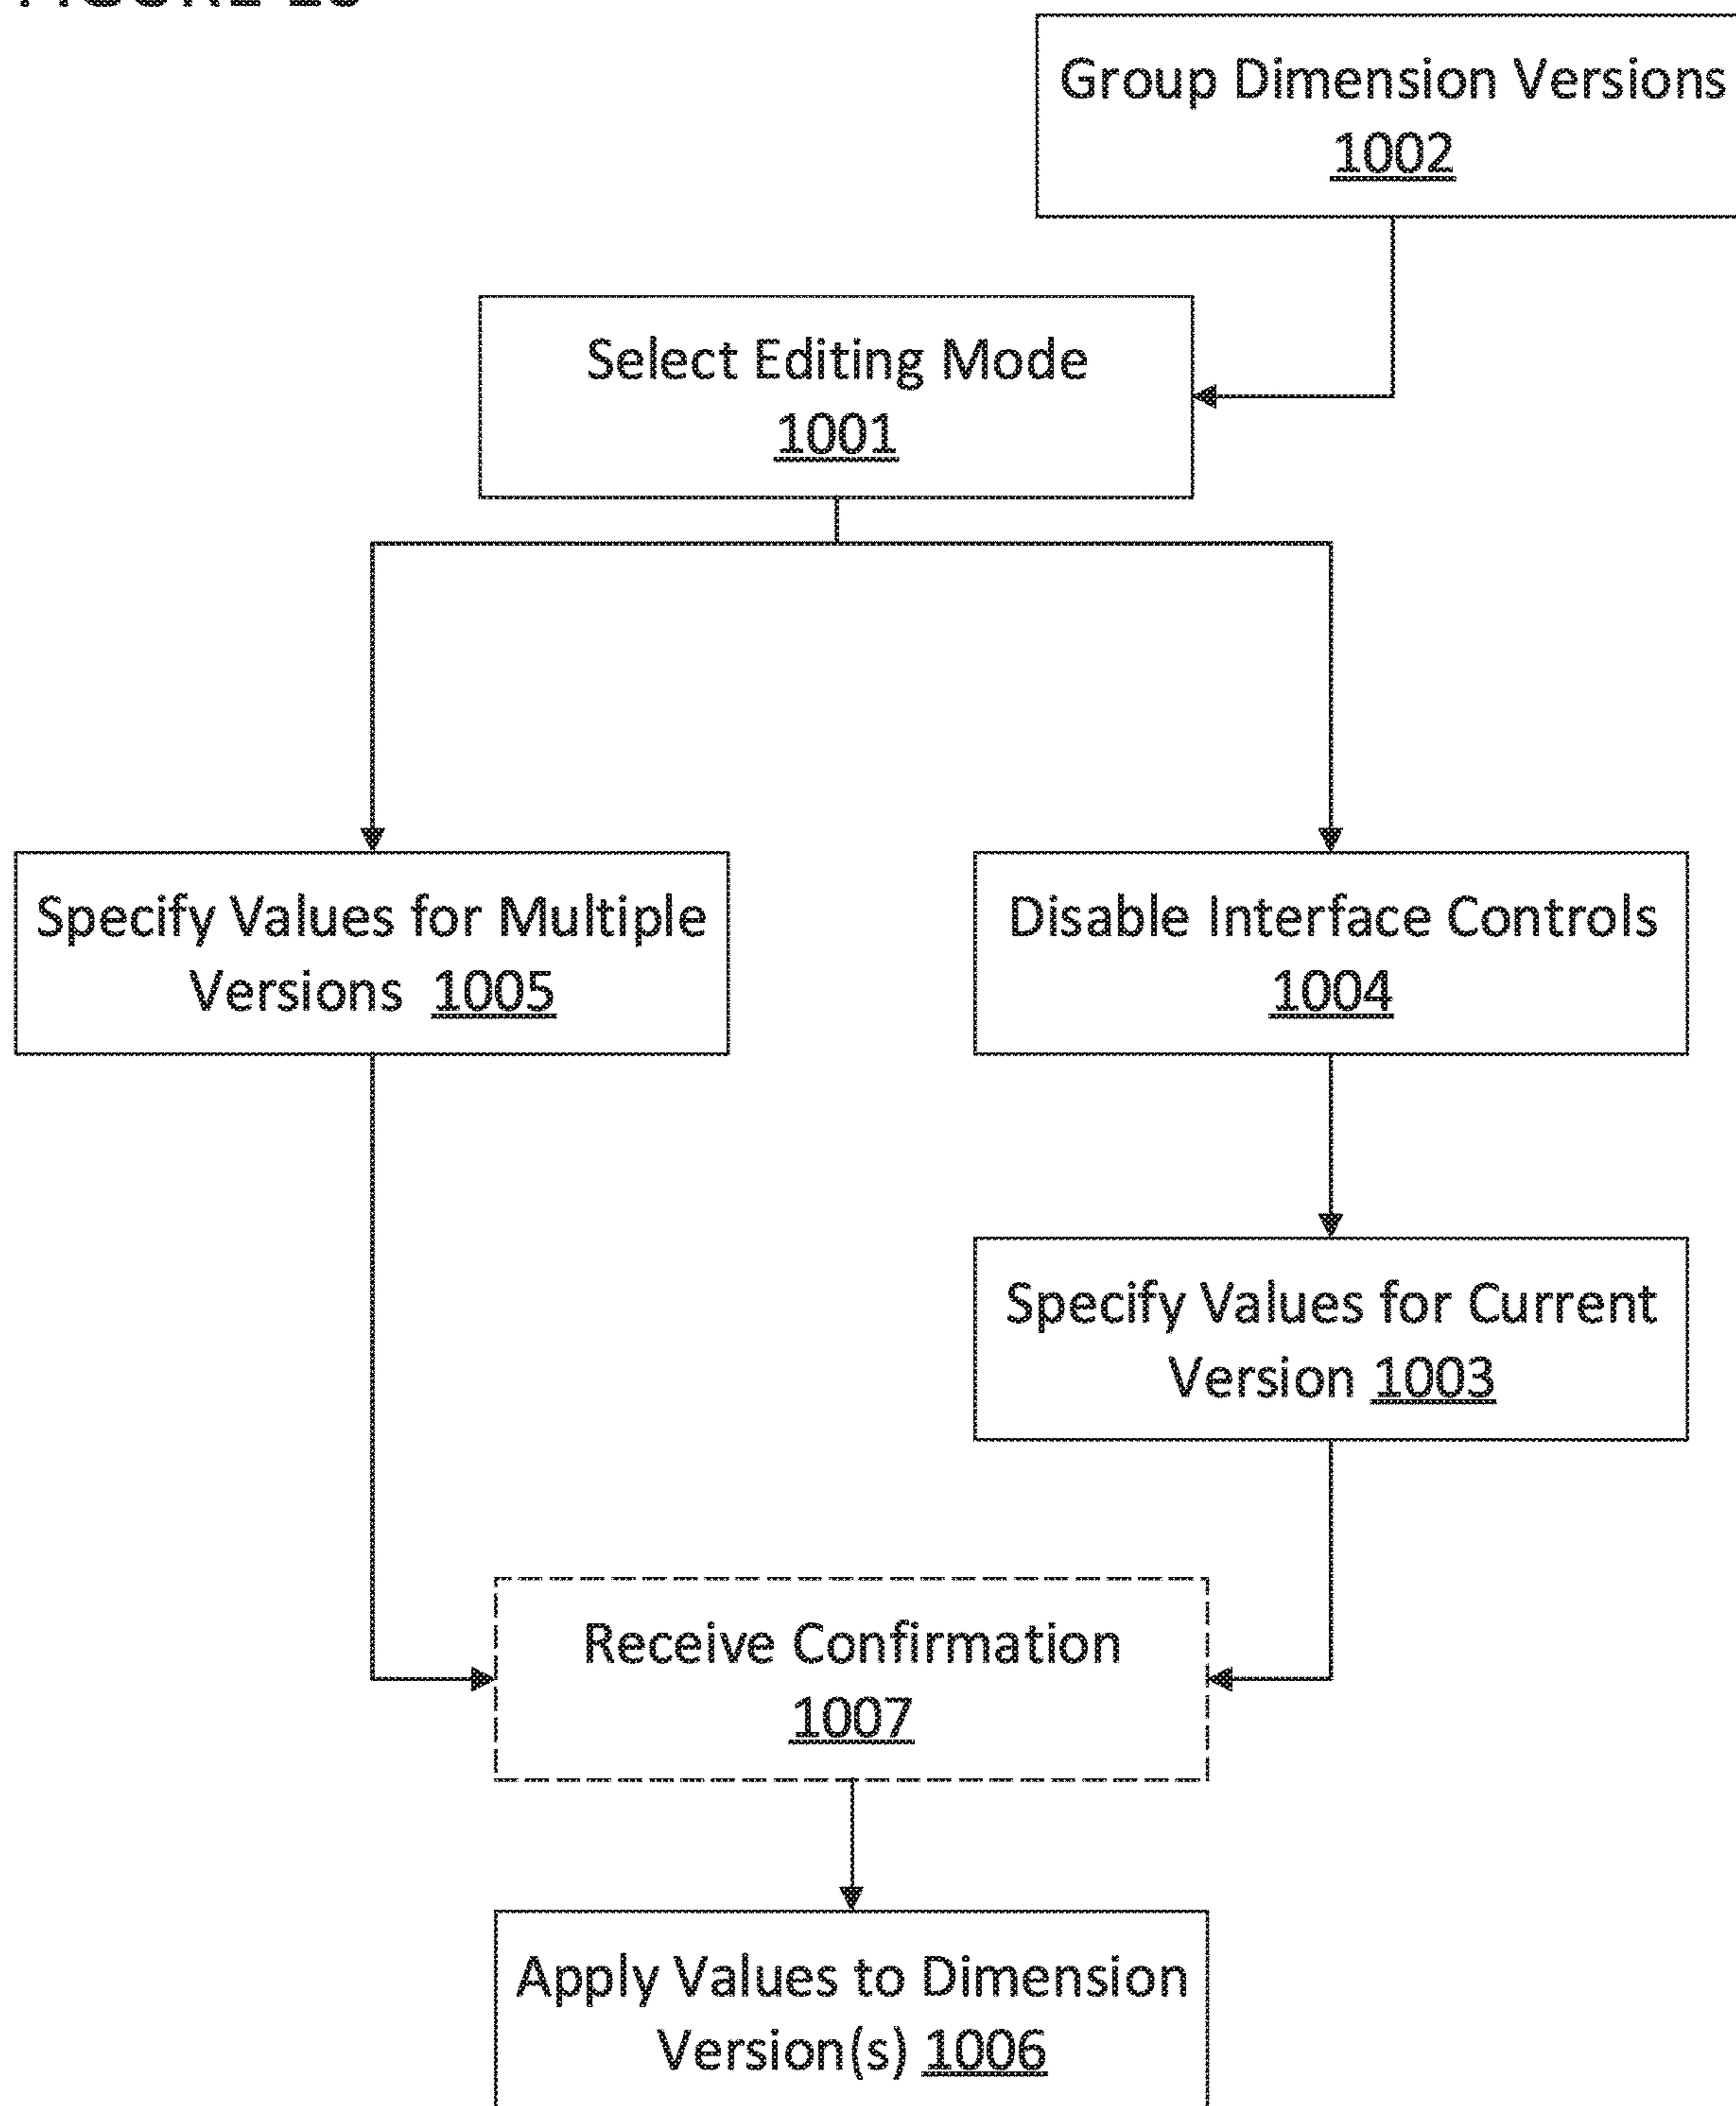 Group Dimension Versions
1002
Select Editing Mode
1001
Specify Values for Multiple
Versions 1005
Disable Interface Controls
1004
Specify Values for Current
Version 1003
Receive Confirmation
1007
Apply Values to Dimension
Version(s) 1006